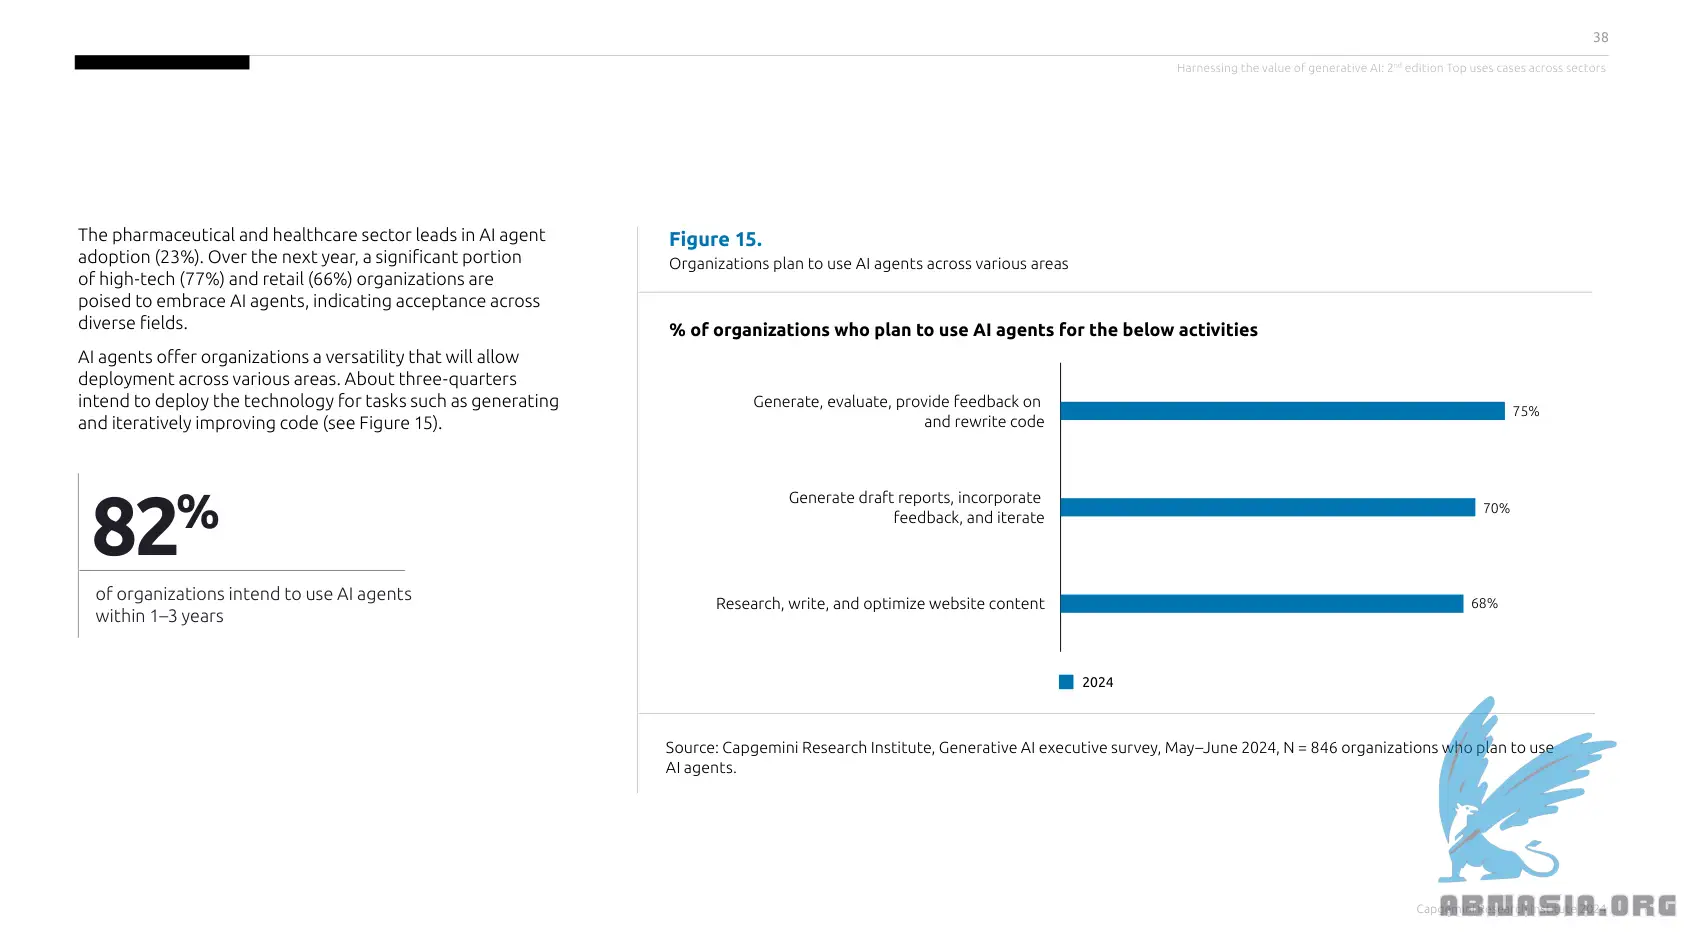 38
Harnessing the value of generative AI: 2nd edition Top uses cases across sectors
The pharmaceutical and healthcare sector leads in AI agent
adoption (23%). Over the next year, a significant portion
of high-tech (77%) and retail (66%) organizations are
poised to embrace AI agents, indicating acceptance across
diverse fields.
AI agents offer organizations a versatility that will allow
deployment across various areas. About three-quarters
intend to deploy the technology for tasks such as generating
and iteratively improving code (see Figure 15).
82%
of organizations intend to use AI agents
within 1–3 years
Figure 15.
Organizations plan to use AI agents across various areas
% of organizations who plan to use AI agents for the below activities
Generate, evaluate, provide feedback on
and rewrite code
75%
Generate draft reports, incorporate
feedback, and iterate
70%
Research, write, and optimize website content
68%
2024
Source: Capgemini Research Institute, Generative AI executive survey, May–June 2024, N = 846 organizations who plan to use
AI agents.
Capgemini Research Institute 2024
ABNASIA.ORG